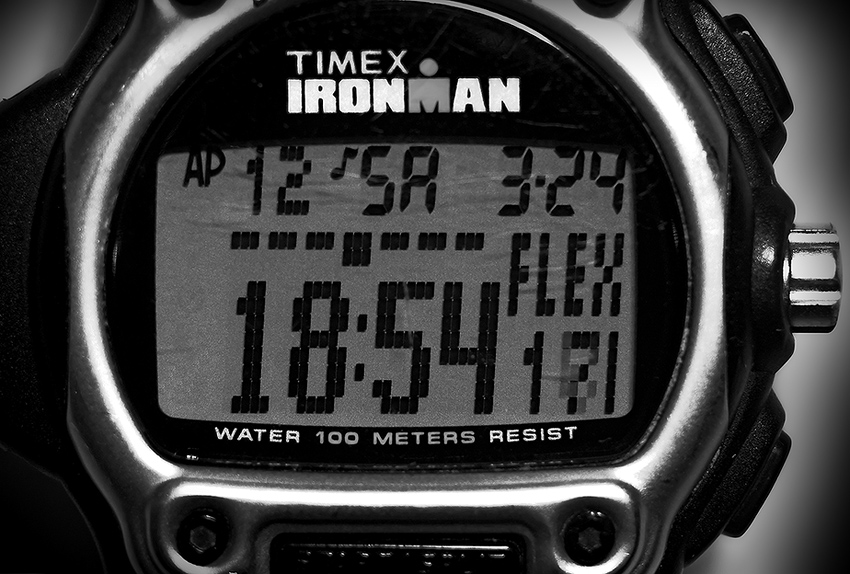 TIMEX
IRONMAN
AP 12 ♪SA 3-24
FLEX
18:54
WATER 100 METERS RESIST